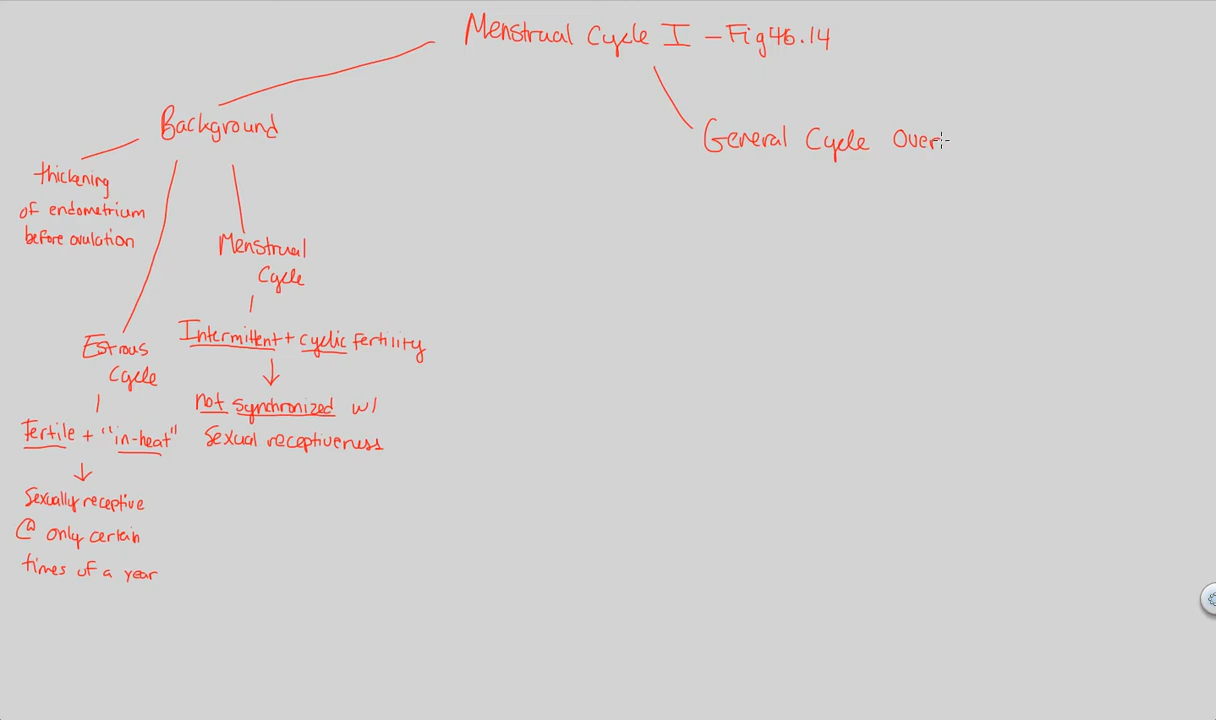 Menstrual Cycle I - Fig 46.14
Background
thickening
of endometrium
before ovulation
Estrous
Cycle
Fertile + "in-heat"
↓
Sexually receptive
@ only certain
times of a year
Menstrual
Cycle
Intermittent + cyclic fertility
↓
not synchronized w/
Sexual receptiveness
General Cycle Over